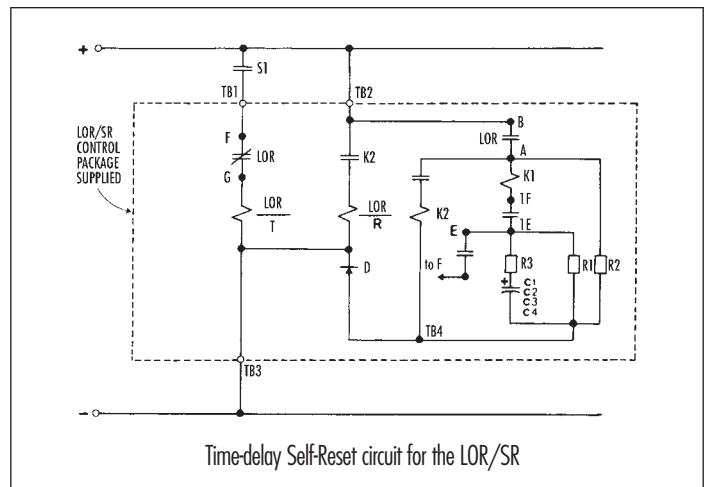 +
S1
TB1
TB2
LOR/SR
CONTROL
PACKAGE
SUPPLIED
F
LOR
G
LOR
T
K2
LOR
R
D
K2
B
LOR
A
K1
1F
1E
E
to F
R3
+
C1
C2
C3
C4
R1
R2
TB4
TB3
-
Time-delay Self-Reset circuit for the LOR/SR